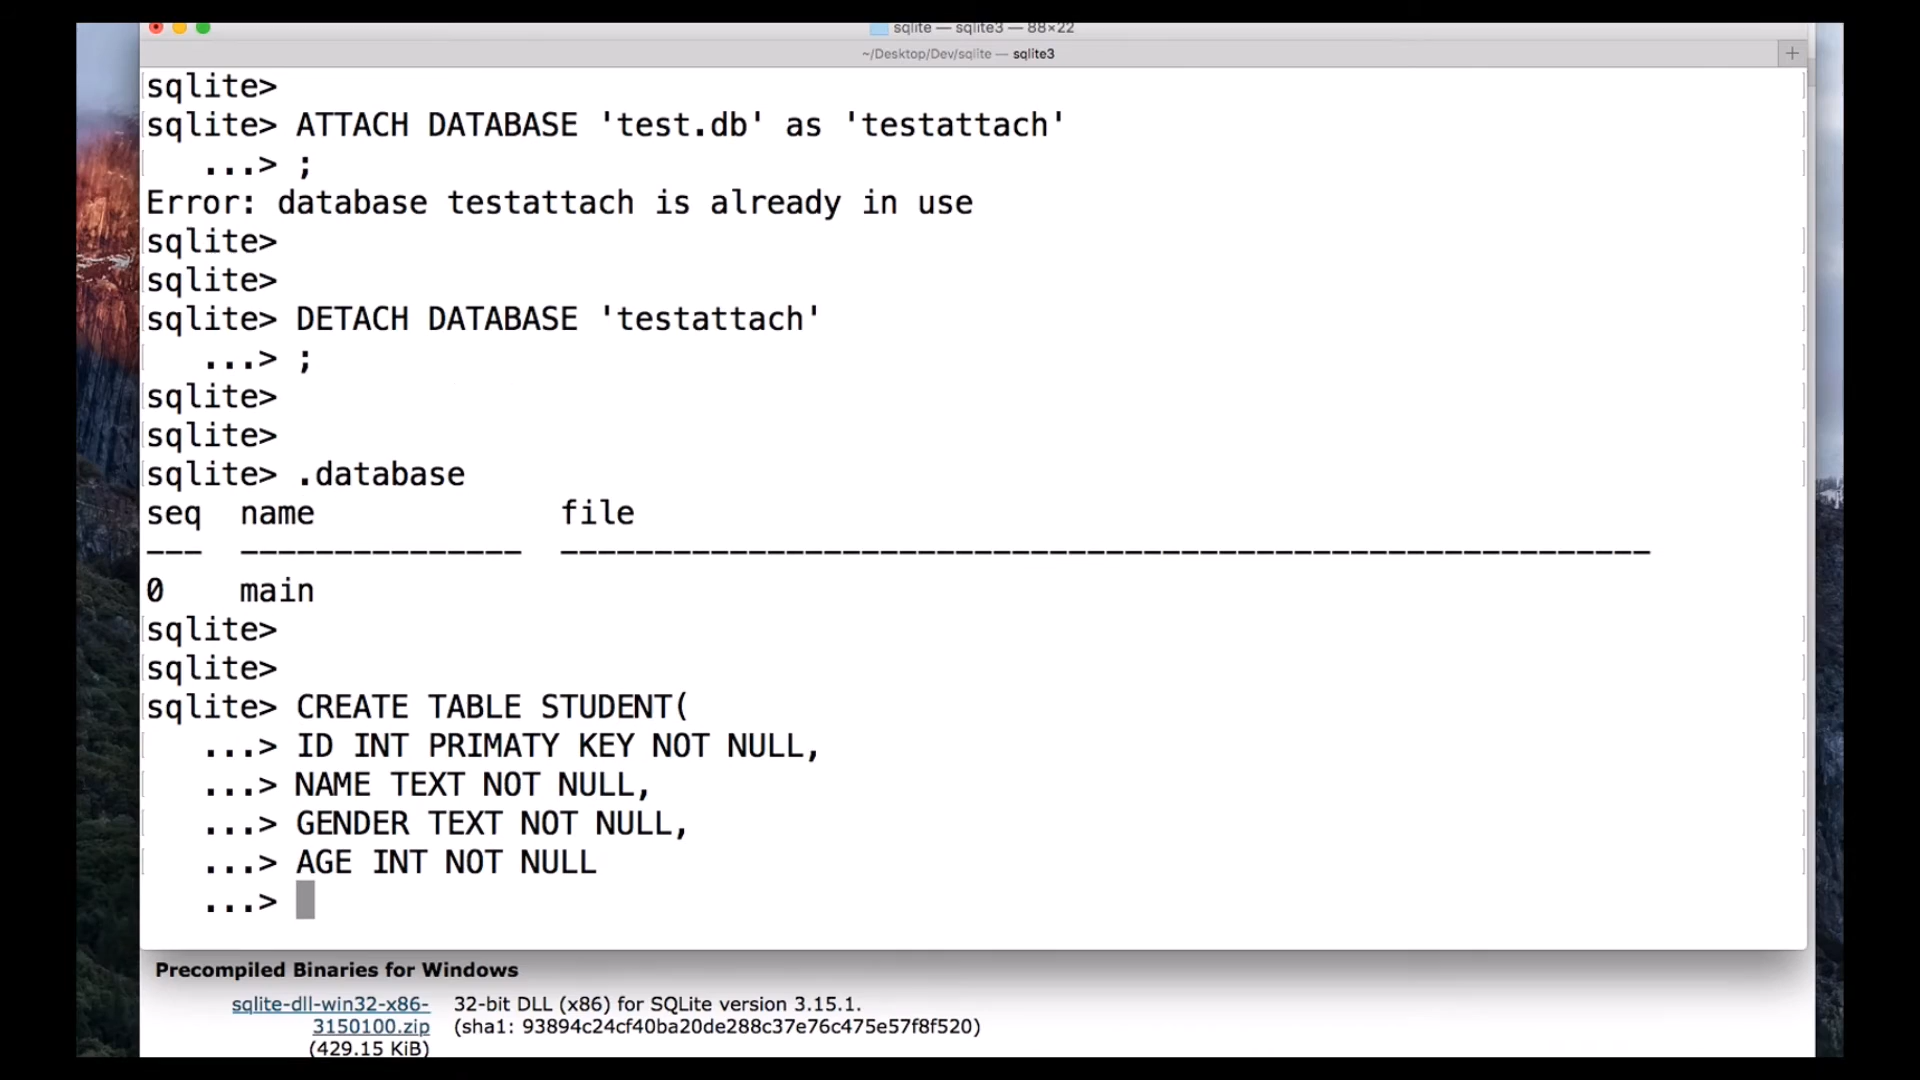 sqlite — sqlite3 — 88×22
~/Desktop/Dev/sqlite — sqlite3
+
sqlite>
sqlite> ATTACH DATABASE 'test.db' as 'testattach'
...> ;
Error: database testattach is already in use
sqlite>
sqlite>
sqlite> DETACH DATABASE 'testattach'
...> ;
sqlite>
sqlite>
sqlite> .database
seq name file
--- --------------- ----------------------------------------------------------
0 main
sqlite>
sqlite>
sqlite> CREATE TABLE STUDENT(
...> ID INT PRIMATY KEY NOT NULL,
...> NAME TEXT NOT NULL,
...> GENDER TEXT NOT NULL,
...> AGE INT NOT NULL
...>
Precompiled Binaries for Windows
sqlite-dll-win32-x86- 32-bit DLL (x86) for SQLite version 3.15.1.
3150100.zip (sha1: 93894c24cf40ba20de288c37e76c475e57f8f520)
(429.15 KiB)